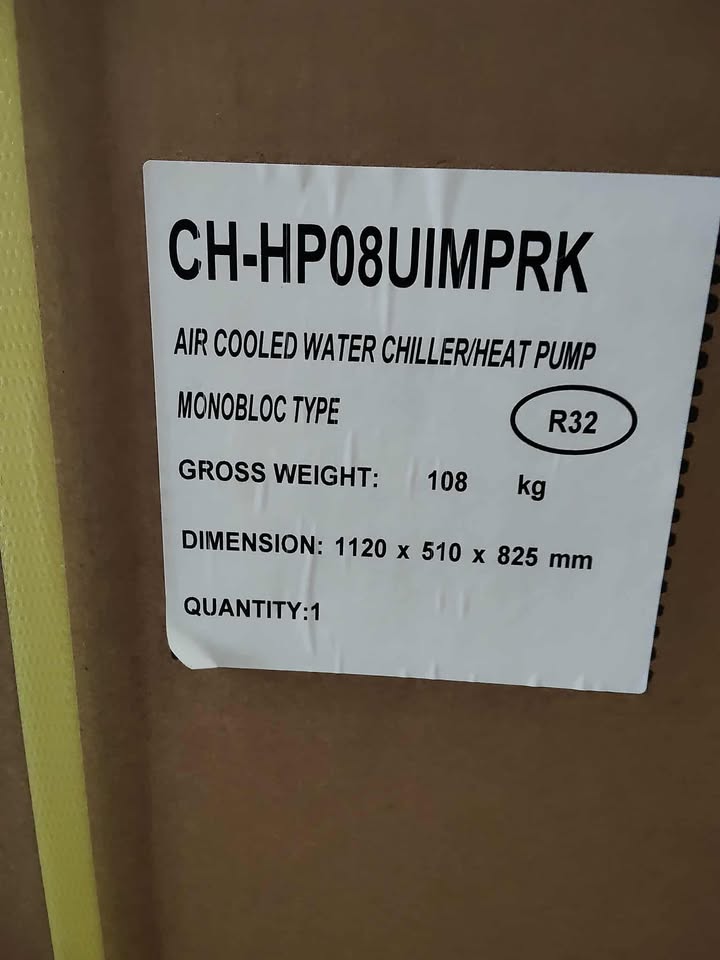 CH-HP08UIMPRK
AIR COOLED WATER CHILLER/HEAT PUMP
MONOBLOC TYPE
R32
GROSS WEIGHT: 108 kg
DIMENSION: 1120 x 510 x 825 mm
QUANTITY:1